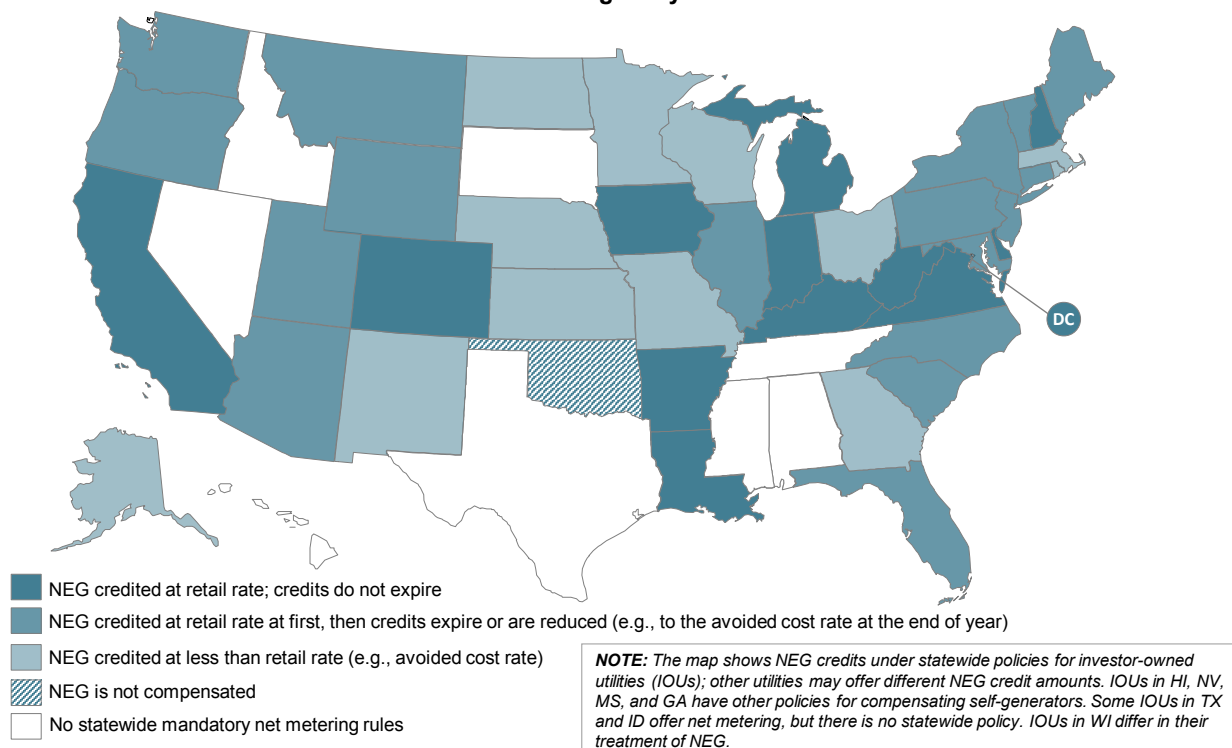 DC
NEG credited at retail rate; credits do not expire
NEG credited at retail rate at first, then credits expire or are reduced (e.g., to the avoided cost rate at the end of year)
NEG credited at less than retail rate (e.g., avoided cost rate)
NEG is not compensated
No statewide mandatory net metering rules
NOTE: The map shows NEG credits under statewide policies for investor-owned
utilities (IOUs); other utilities may offer different NEG credit amounts. IOUs in HI, NV,
MS, and GA have other policies for compensating self-generators. Some IOUs in TX
and ID offer net metering, but there is no statewide policy. IOUs in WI differ in their
treatment of NEG.